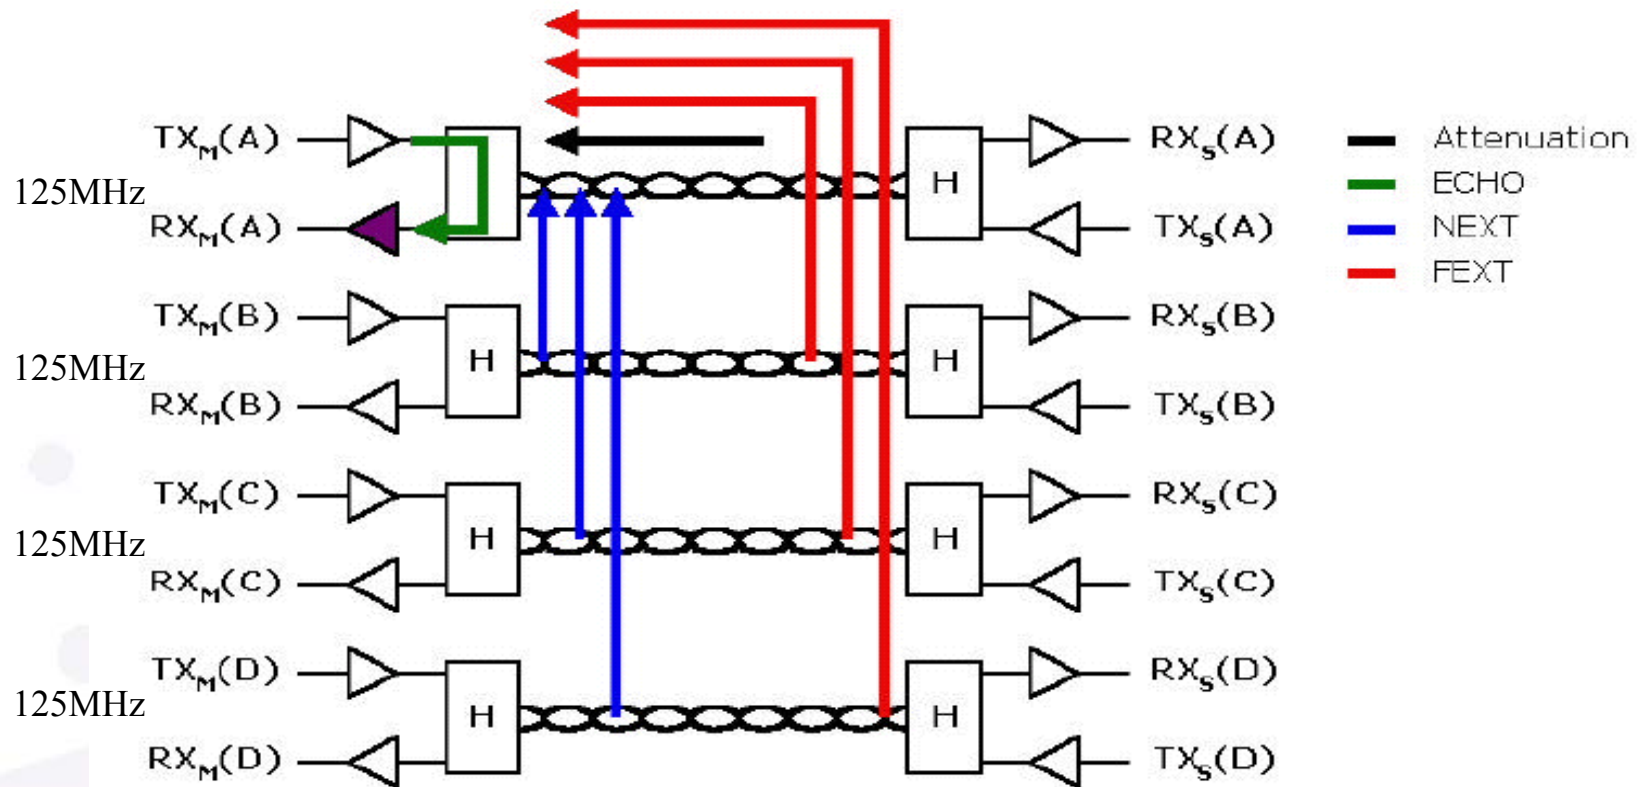 TXM(A)
RXS(A)
Attenuation
125MHz
H
ECHO
RXM(A)
TXS(A)
NEXT
FEXT
TXM(B)
RXS(B)
125MHz
H
H
RXM(B)
TXS(B)
TXM(C)
RXS(C)
125MHz
H
H
RXM(C)
TXS(C)
TXM(D)
RXS(D)
125MHz
H
H
RXM(D)
TXS(D)